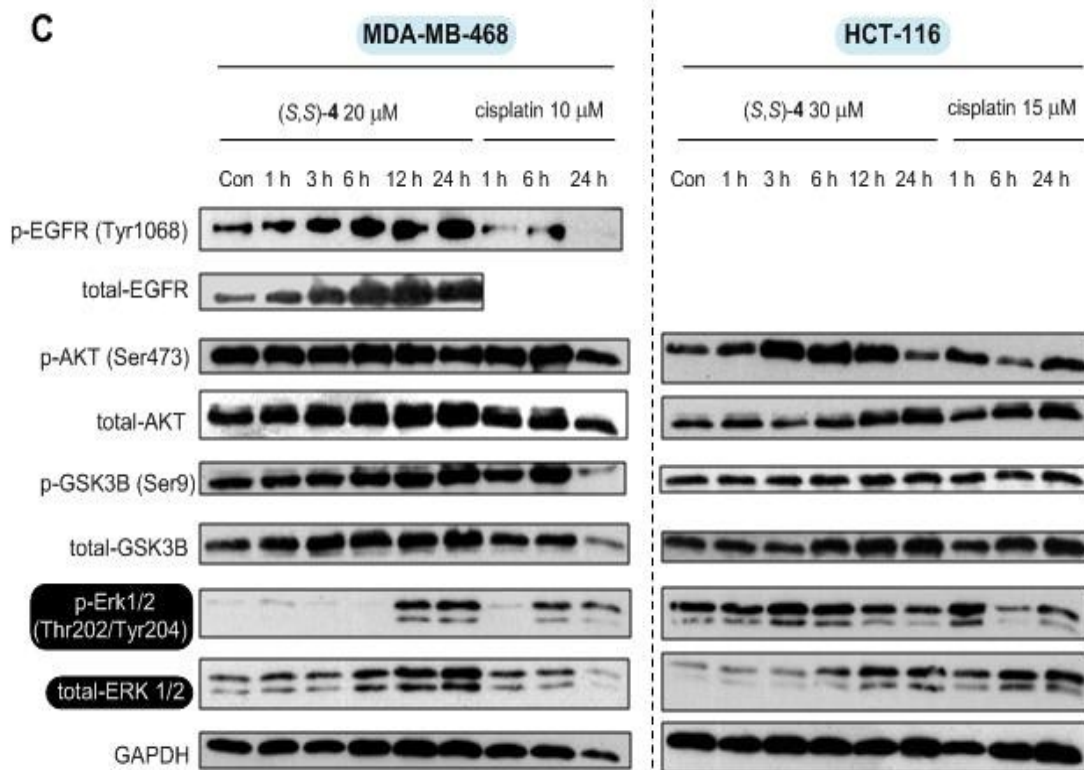 C
MDA-MB-468 HCT-116
(S,S)-4 20 μM cisplatin 10 μM (S,S)-4 30 μM cisplatin 15 μM
Con 1 h 3 h 6 h 12 h 24 h 1 h 6 h 24 h Con 1 h 3 h 6 h 12 h 24 h 1 h 6 h 24 h
p-EGFR (Tyr1068)
total-EGFR
p-AKT (Ser473)
total-AKT
p-GSK3B (Ser9)
total-GSK3B
p-Erk1/2
(Thr202/Tyr204)
total-ERK 1/2
GAPDH